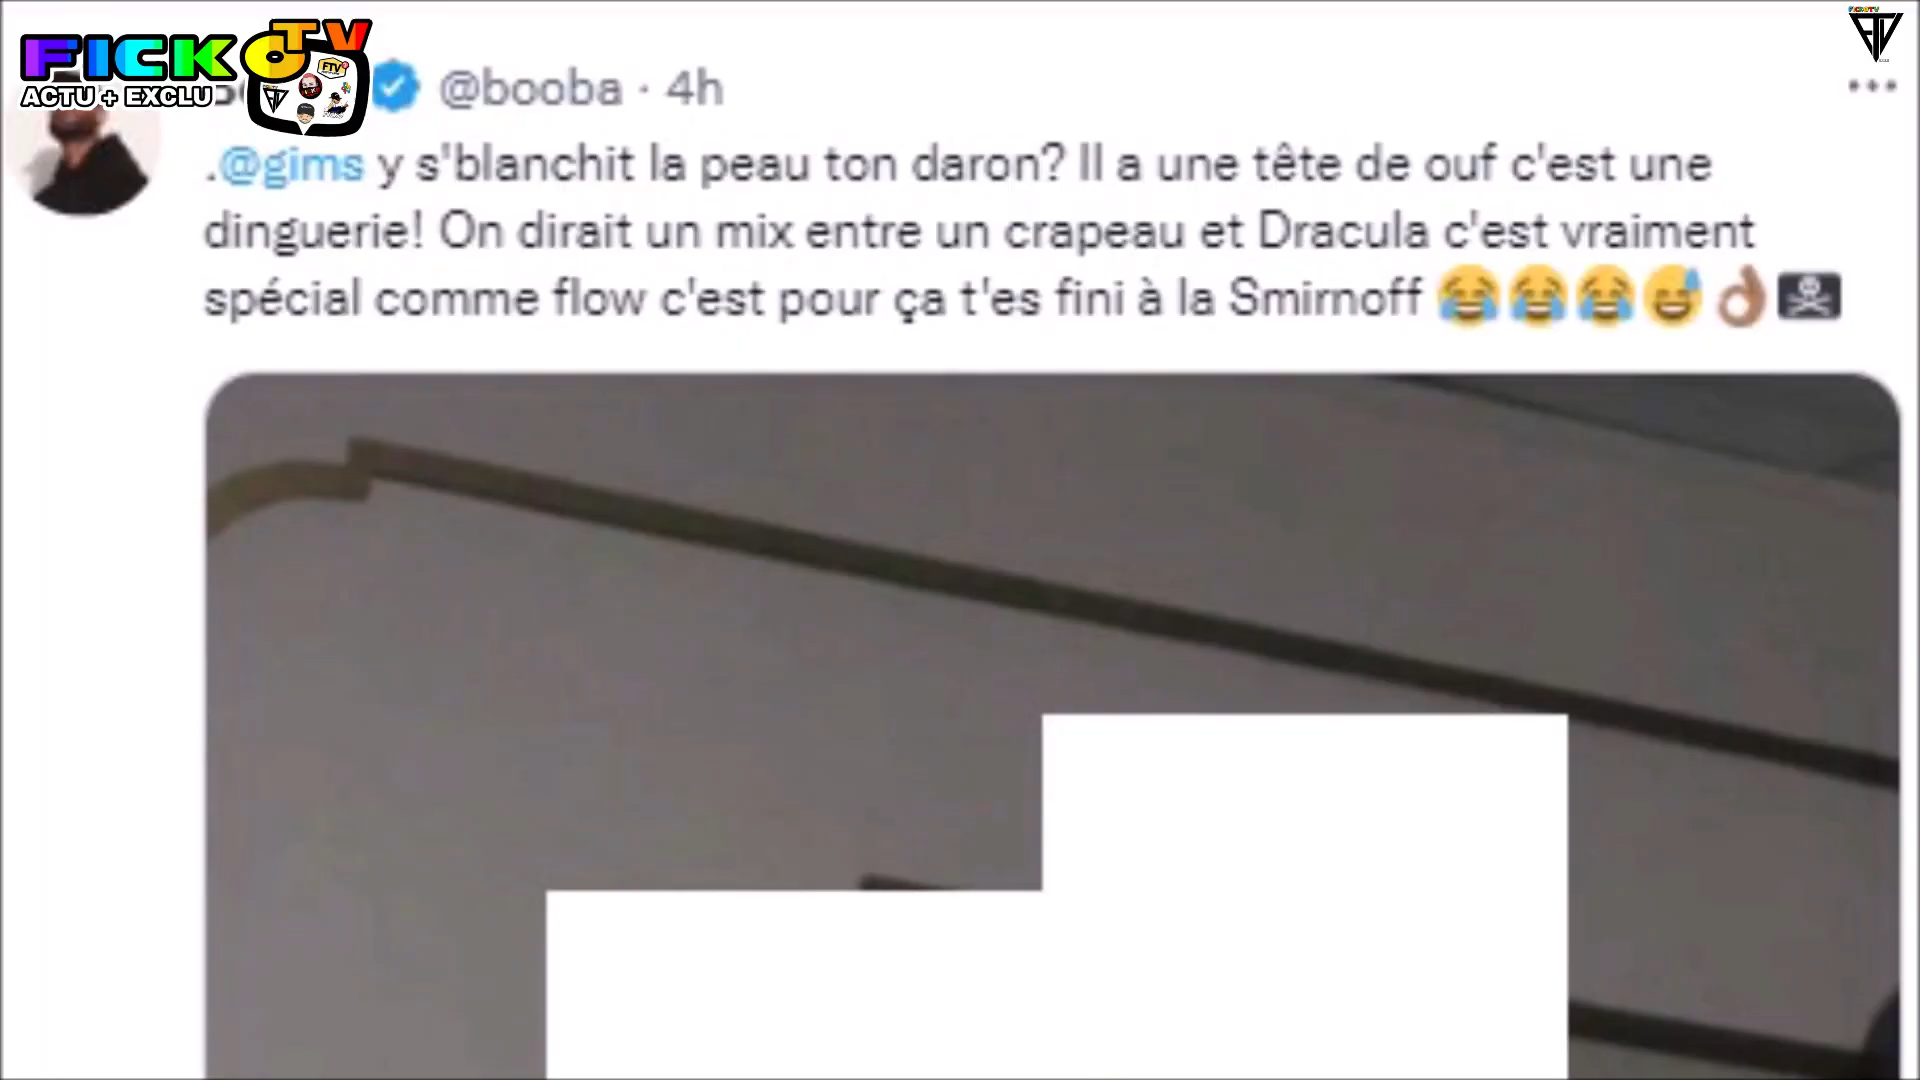 FICKO TV
ACTU + EXCLU
@booba · 4h
.@gims y s'blanchit la peau ton daron? Il a une tête de ouf c'est une
dinguerie! On dirait un mix entre un crapeau et Dracula c'est vraiment
spécial comme flow c'est pour ça t'es fini à la Smirnoff 😂😂😂😅👌🏽🏴‍☠️
FTV